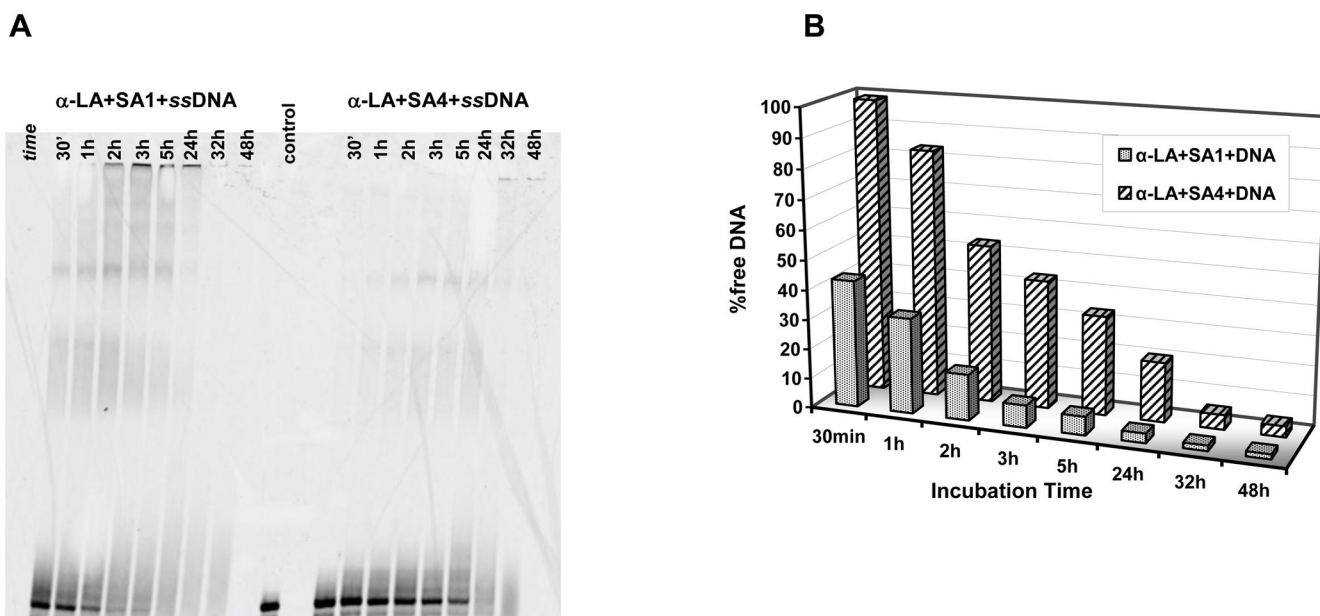 A
B
α-LA+SA1+ssDNA
control
α-LA+SA4+ssDNA
time
30’ 1h 2h 3h 5h 24h 32h 48h
30’ 1h 2h 3h 5h 24h 32h 48h
%free DNA
100
90
80
70
60
50
40
30
20
10
0
α-LA+SA1+DNA
α-LA+SA4+DNA
30min 1h 2h 3h 5h 24h 32h 48h
Incubation Time